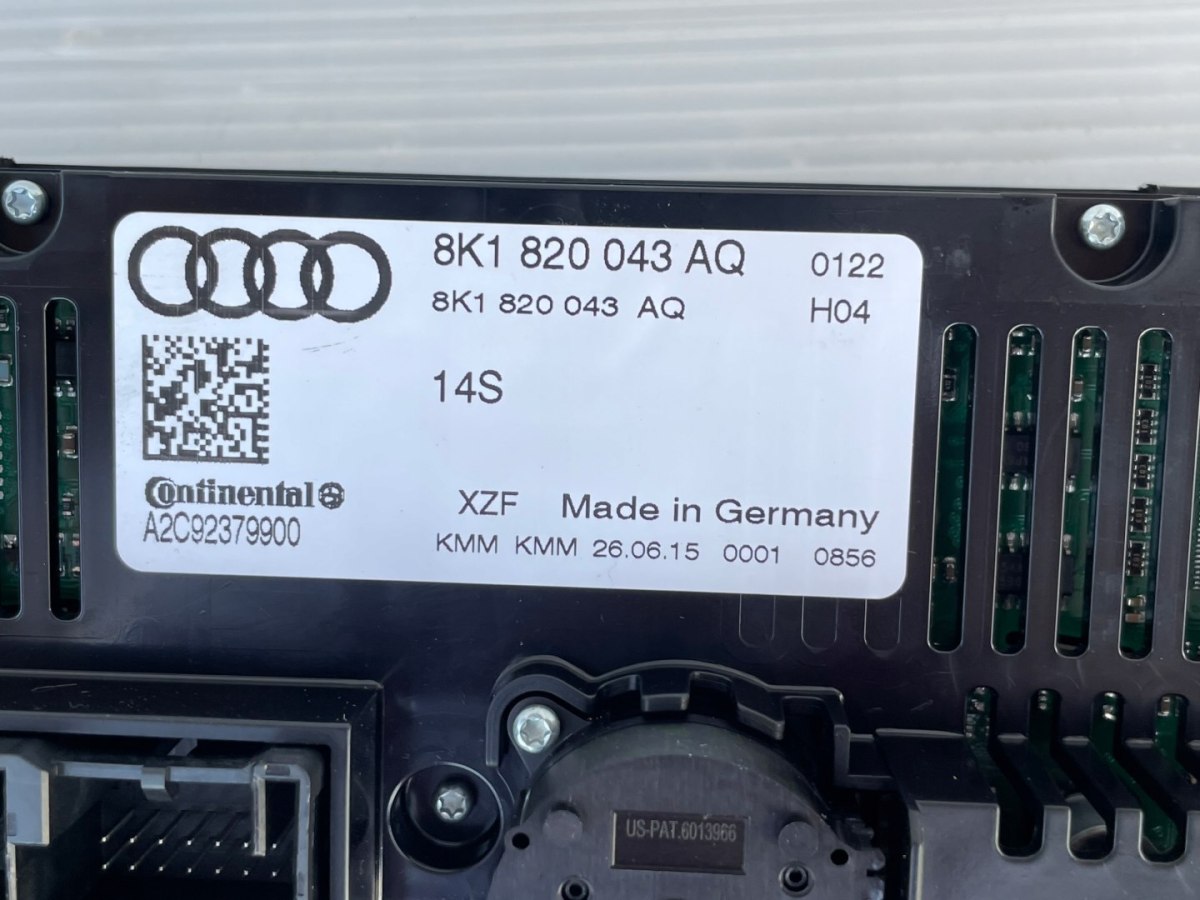 8K1 820 043 AQ 0122
8K1 820 043 AQ H04
14S
Continental
A2C92379900
XZF Made in Germany
KMM KMM 26.06.15 0001 0856
US-PAT.6013966